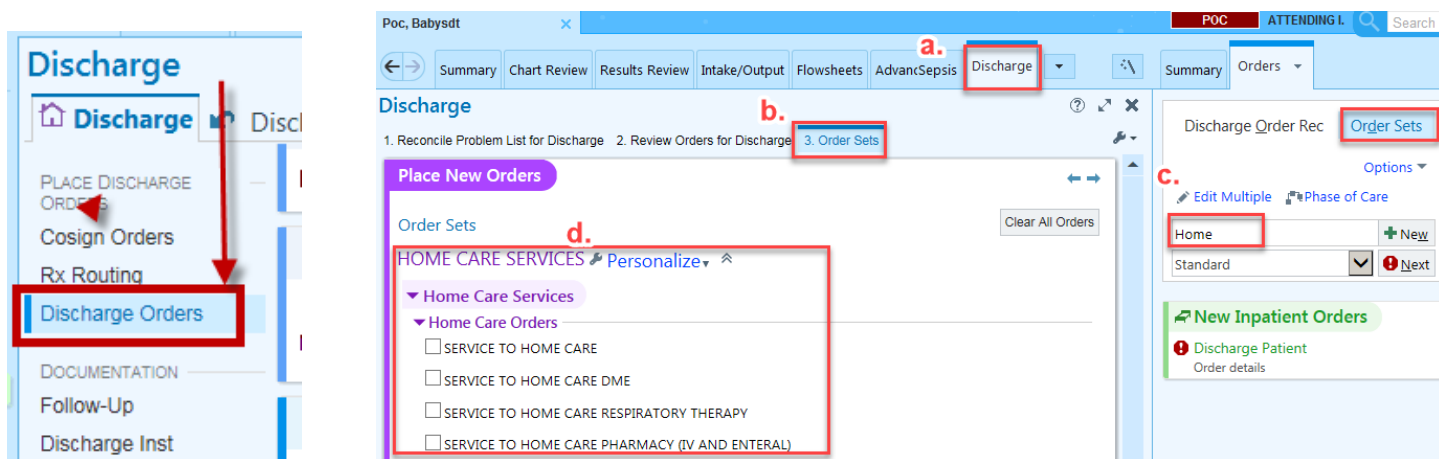 Discharge
Discharge Discl
PLACE DISCHARGE
ORDERS
Cosign Orders
Rx Routing
Discharge Orders
DOCUMENTATION
Follow-Up
Discharge Inst
Poc, Babysdt
POC ATTENDING I. Search
a.
Summary Chart Review Results Review Intake/Output Flowsheets AdvancSepsis Discharge
Summary Orders
Discharge
b.
1. Reconcile Problem List for Discharge 2. Review Orders for Discharge 3. Order Sets
Place New Orders
Order Sets
Clear All Orders
d.
HOME CARE SERVICES Personalize
Home Care Services
Home Care Orders
SERVICE TO HOME CARE
SERVICE TO HOME CARE DME
SERVICE TO HOME CARE RESPIRATORY THERAPY
SERVICE TO HOME CARE PHARMACY (IV AND ENTERAL)
Discharge Order Rec Order Sets
Options
c.
Edit Multiple Phase of Care
Home New
Standard Next
New Inpatient Orders
Discharge Patient
Order details